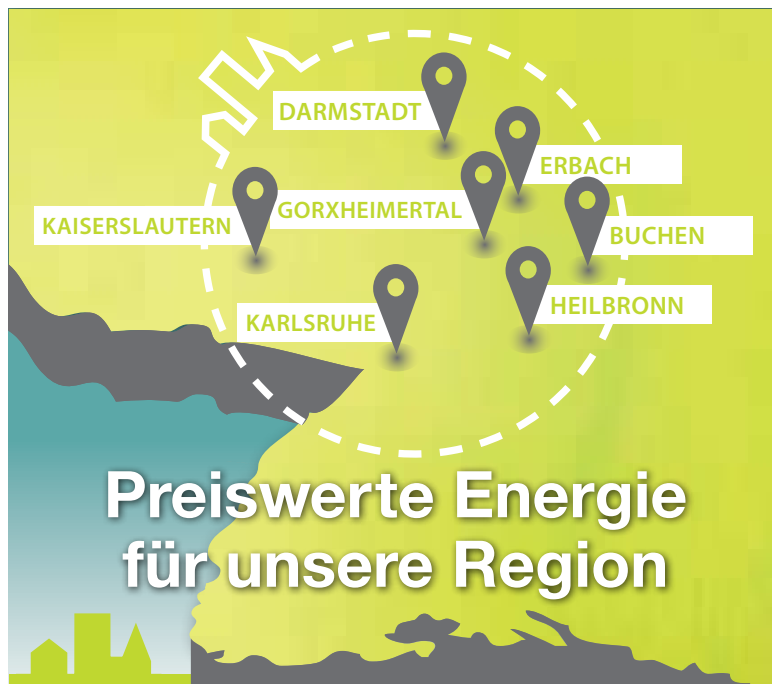 DARMSTADT
ERBACH
GORXHEIMERTAL
KAISERSLAUTERN
BUCHEN
HEILBRONN
KARLSRUHE
Preiswerte Energie
für unsere Region